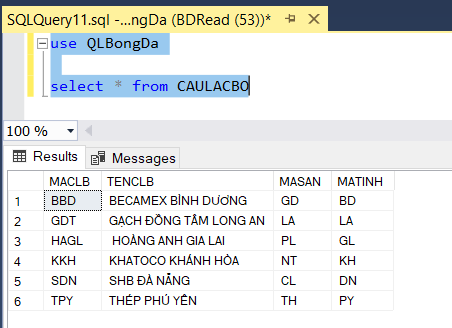 SQLQuery11.sql -...ngDa (BDRead (53))*
use QLBongDa
select * from CAULACBO
100 %
Results Messages
MACLB TENCLB MASAN MATINH
1 BBD BECAMEX BÌNH DƯƠNG GD BD
2 GDT GẠCH ĐỒNG TÂM LONG AN LA LA
3 HAGL HOÀNG ANH GIA LAI PL GL
4 KKH KHATOCO KHÁNH HÒA NT KH
5 SDN SHB ĐÀ NẴNG CL DN
6 TPY THÉP PHÚ YÊN TH PY